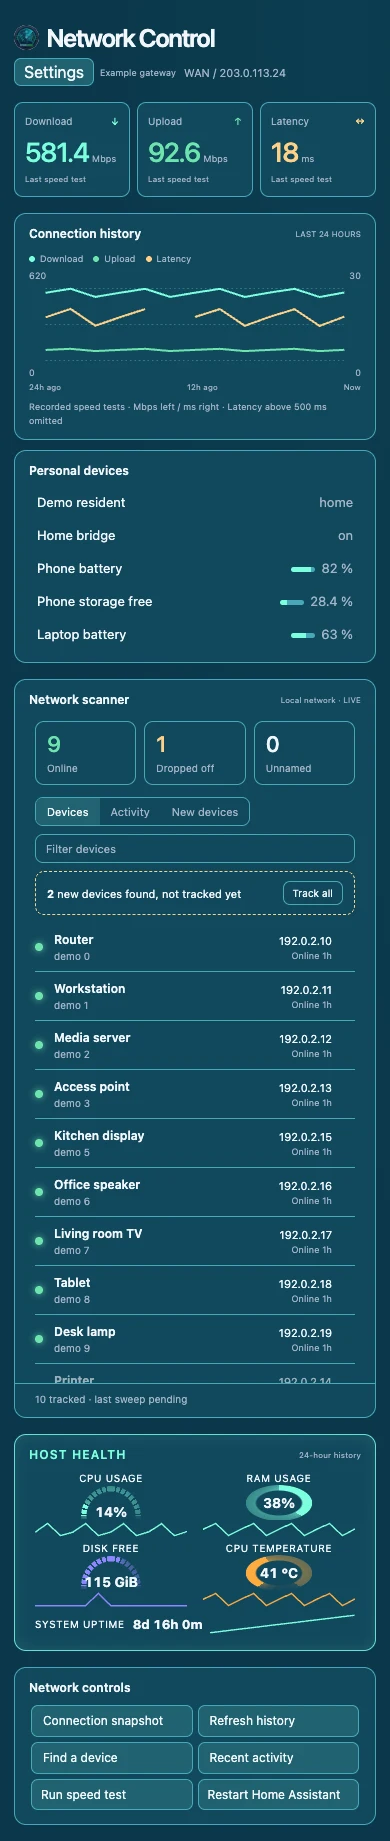 Network Control
Settings Example gateway WAN / 203.0.113.24
Download ↓ Upload ↑ Latency ↔
581.4 Mbps 92.6 Mbps 18 ms
Last speed test Last speed test Last speed test
Connection history LAST 24 HOURS
Download Upload Latency
620 30
0 0
24h ago 12h ago Now
Recorded speed tests · Mbps left / ms right · Latency above 500 ms
omitted
Personal devices
Demo resident home
Home bridge on
Phone battery 82 %
Phone storage free 28.4 %
Laptop battery 63 %
Network scanner Local network · LIVE
9 1 0
Online Dropped off Unnamed
Devices Activity New devices
Filter devices
2 new devices found, not tracked yet Track all
Router 192.0.2.10
demo 0 Online 1h
Workstation 192.0.2.11
demo 1 Online 1h
Media server 192.0.2.12
demo 2 Online 1h
Access point 192.0.2.13
demo 3 Online 1h
Kitchen display 192.0.2.15
demo 5 Online 1h
Office speaker 192.0.2.16
demo 6 Online 1h
Living room TV 192.0.2.17
demo 7 Online 1h
Tablet 192.0.2.18
demo 8 Online 1h
Desk lamp 192.0.2.19
demo 9 Online 1h
Printer 192.0.2.14
10 tracked · last sweep pending
HOST HEALTH 24-hour history
CPU USAGE RAM USAGE
14% 38%
DISK FREE CPU TEMPERATURE
115 GiB 41 °C
SYSTEM UPTIME 8d 16h 0m
Network controls
Connection snapshot Refresh history
Find a device Recent activity
Run speed test Restart Home Assistant